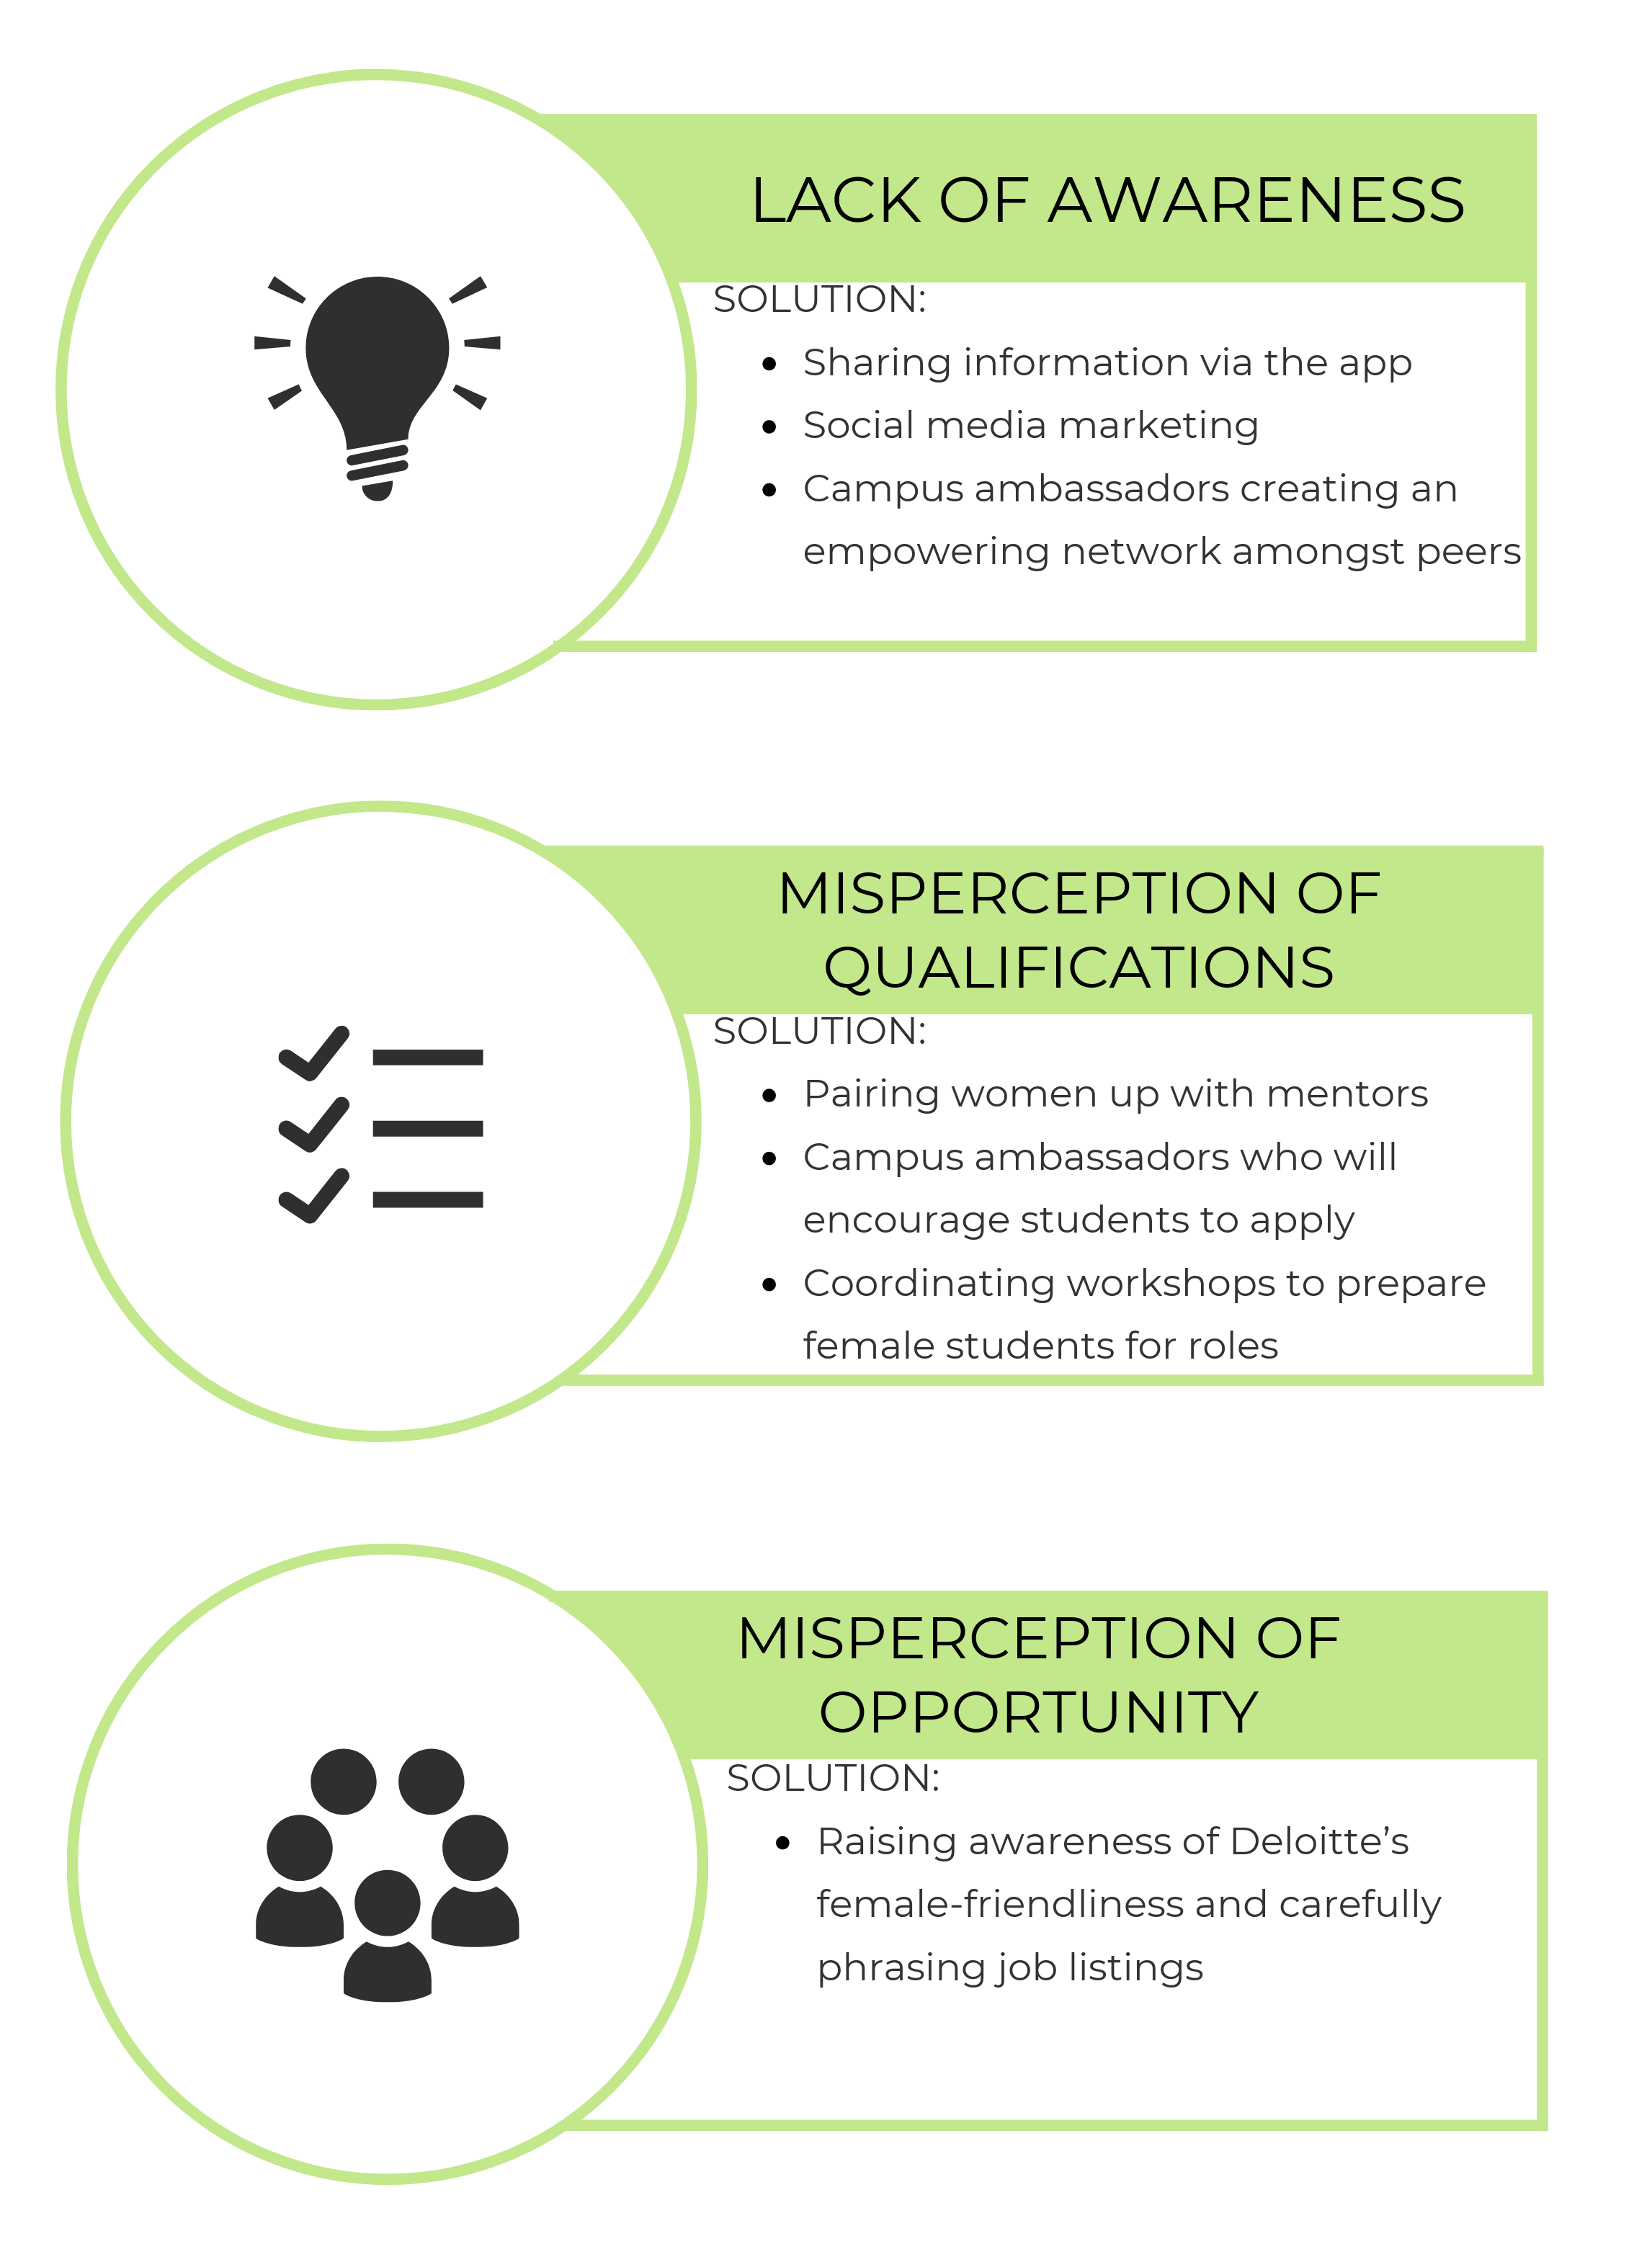 LACK OF AWARENESS
SOLUTION:
• Sharing information via the app
• Social media marketing
• Campus ambassadors creating an
empowering network amongst peers
MISPERCEPTION OF
QUALIFICATIONS
SOLUTION:
• Pairing women up with mentors
• Campus ambassadors who will
encourage students to apply
• Coordinating workshops to prepare
female students for roles
MISPERCEPTION OF
OPPORTUNITY
SOLUTION:
• Raising awareness of Deloitte’s
female-friendliness and carefully
phrasing job listings